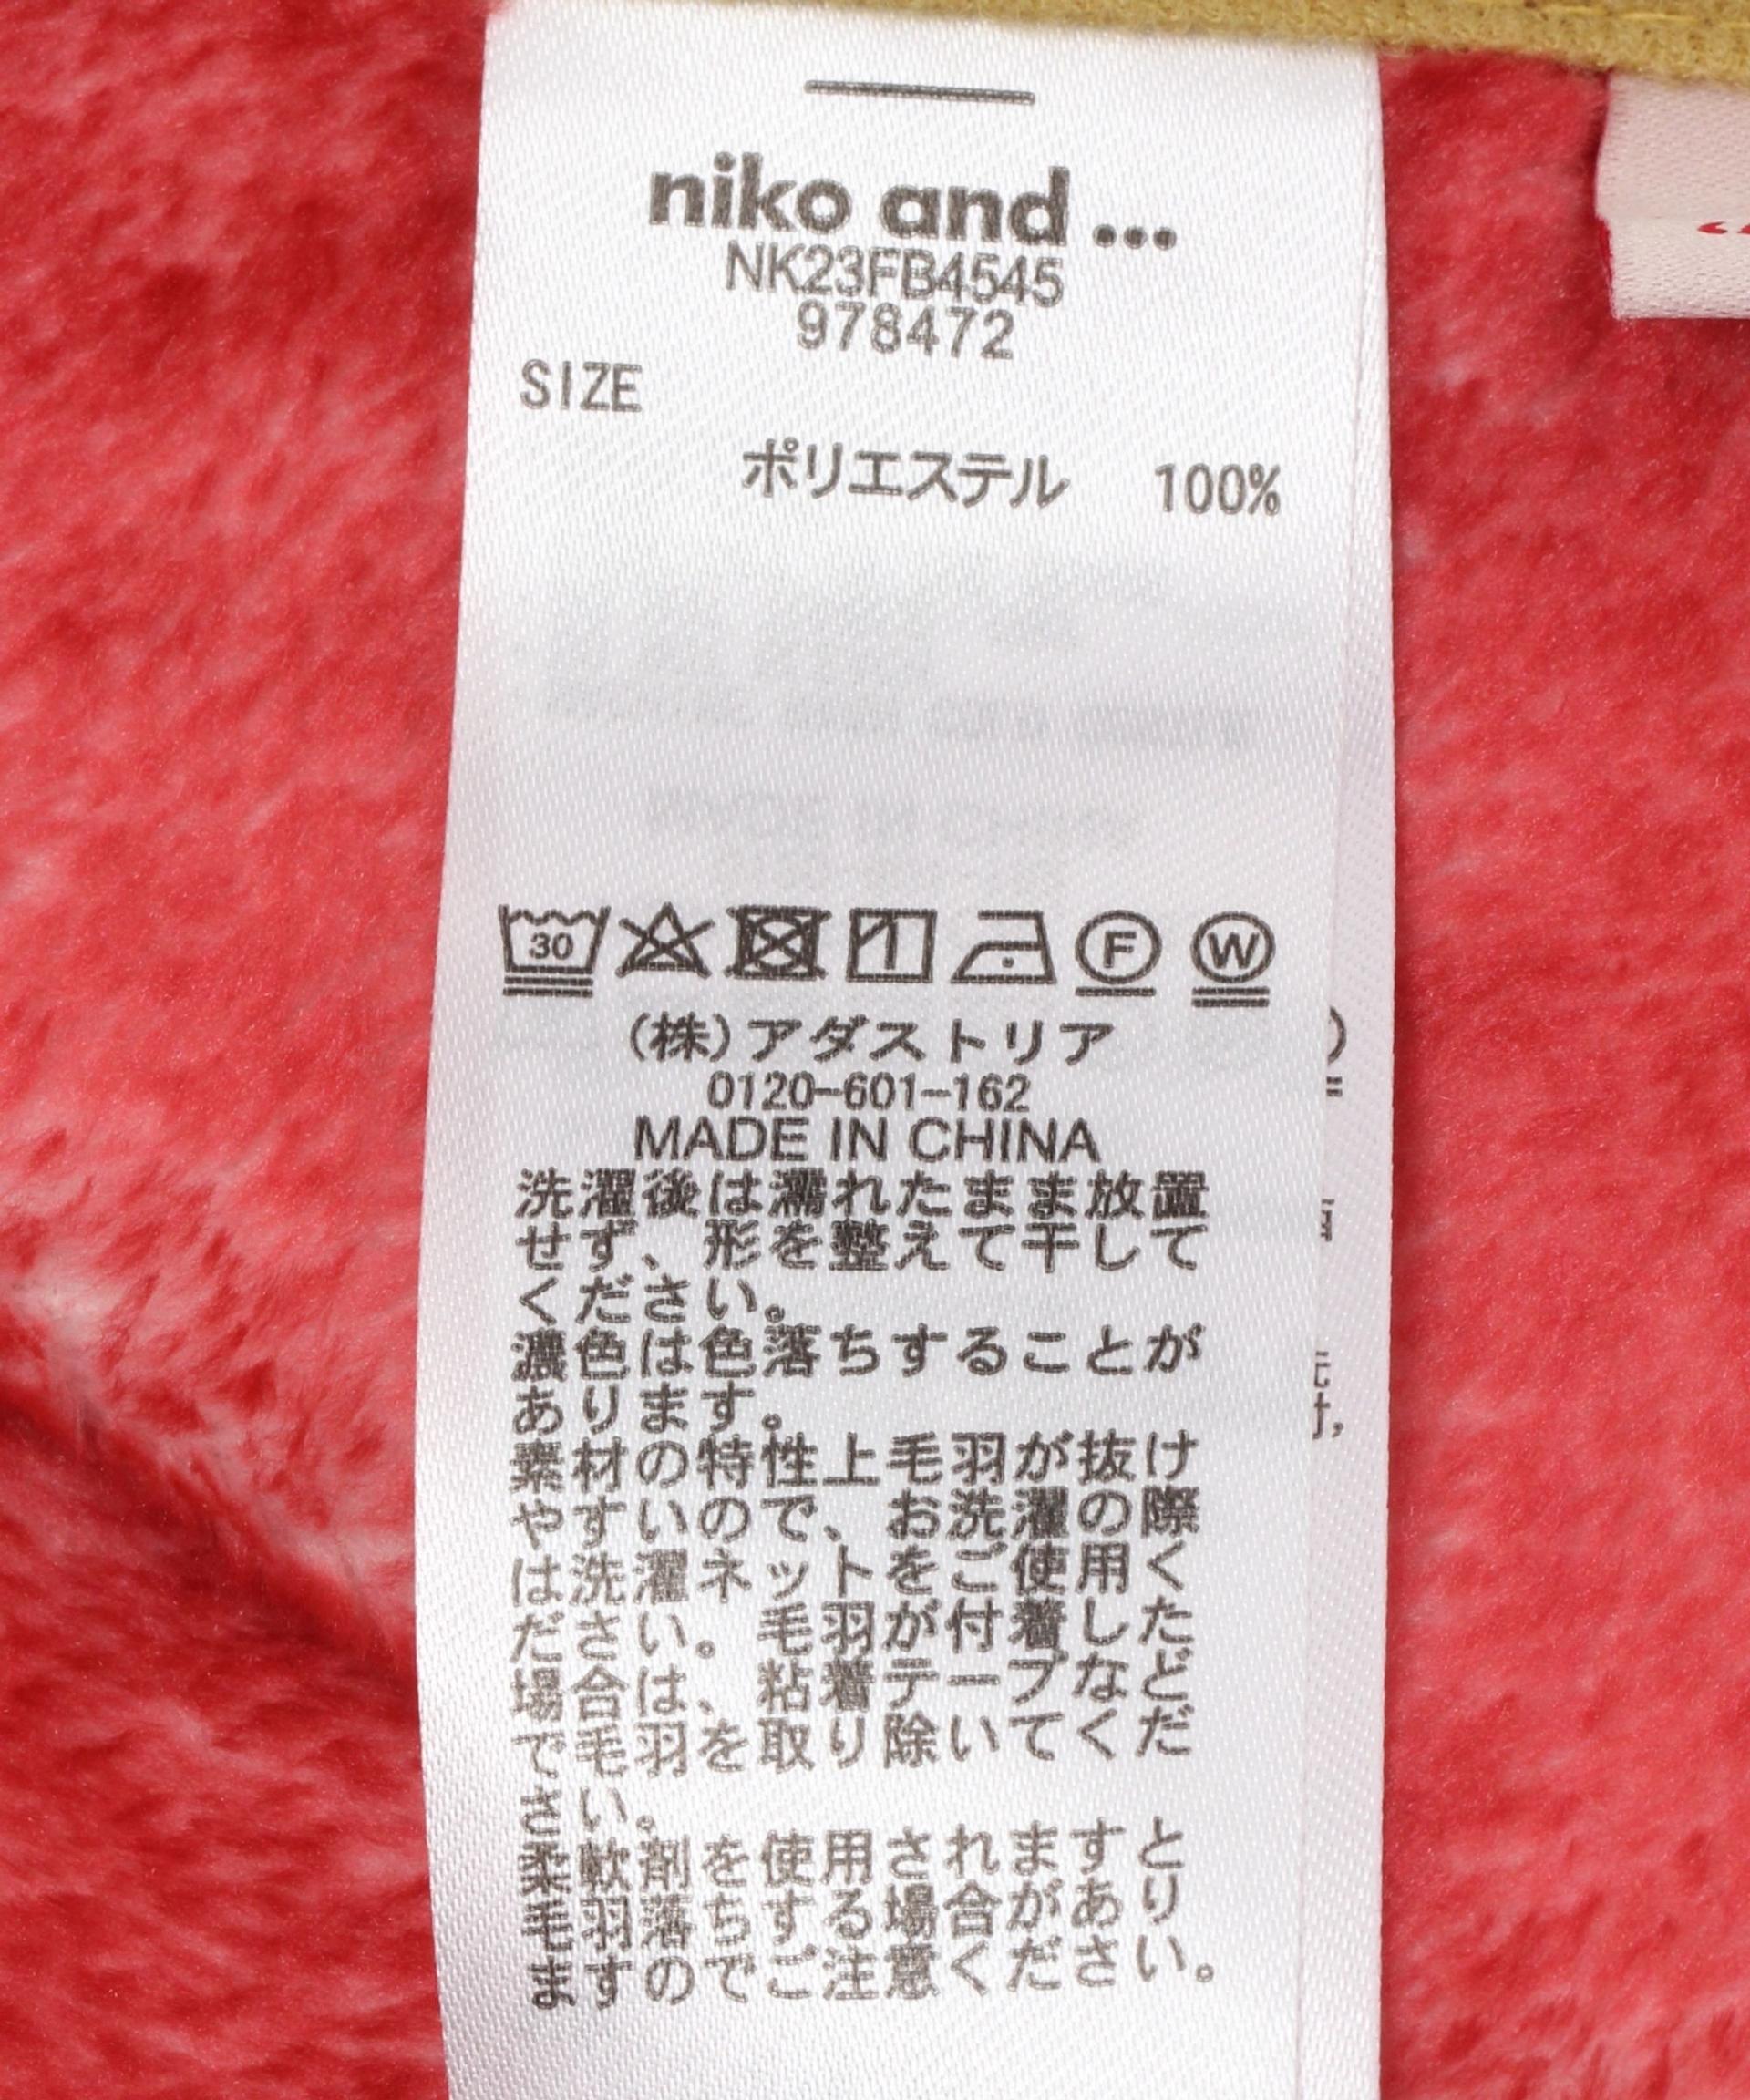 niko and ...
NK23FB4545
978472
SIZE
ポリエステル 100%
30
F W
(株)アダストリア
0120-601-162
MADE IN CHINA
洗濯後は濡れたまま放置
せず、形を整えて干して
ください。
濃色は色落ちすることが
あります。
素材の特性上毛羽が抜け
やすいので、お洗濯の際
は洗濯ネットをご使用く
ださい。毛羽が付着した
場合は、粘着テープなど
で毛羽を取り除いてくだ
さい。
柔軟剤を使用されますと
毛羽落ちする場合があり
ますのでご注意ください。